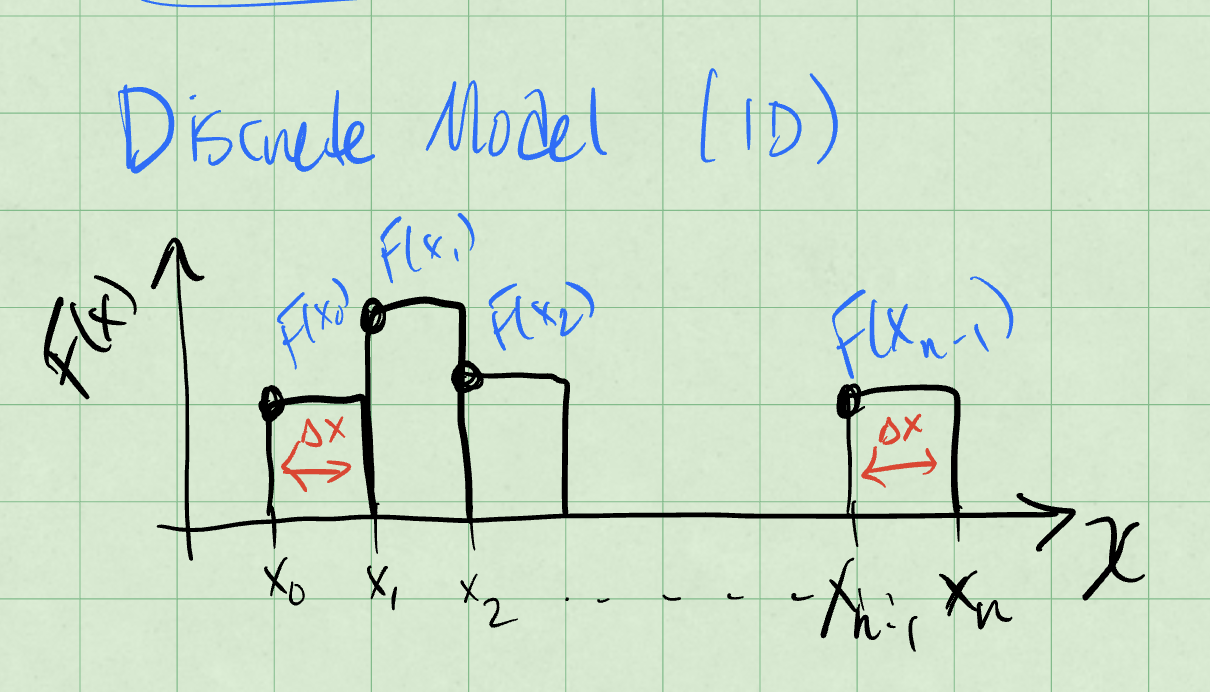 Discrete Model (1D)
F(x)
F(x₀)
F(x₁)
F(x₂)
F(xₙ₋₁)
Δx
Δx
x₀
x₁
x₂
. - - - -
xₙ₋₁
xₙ
x